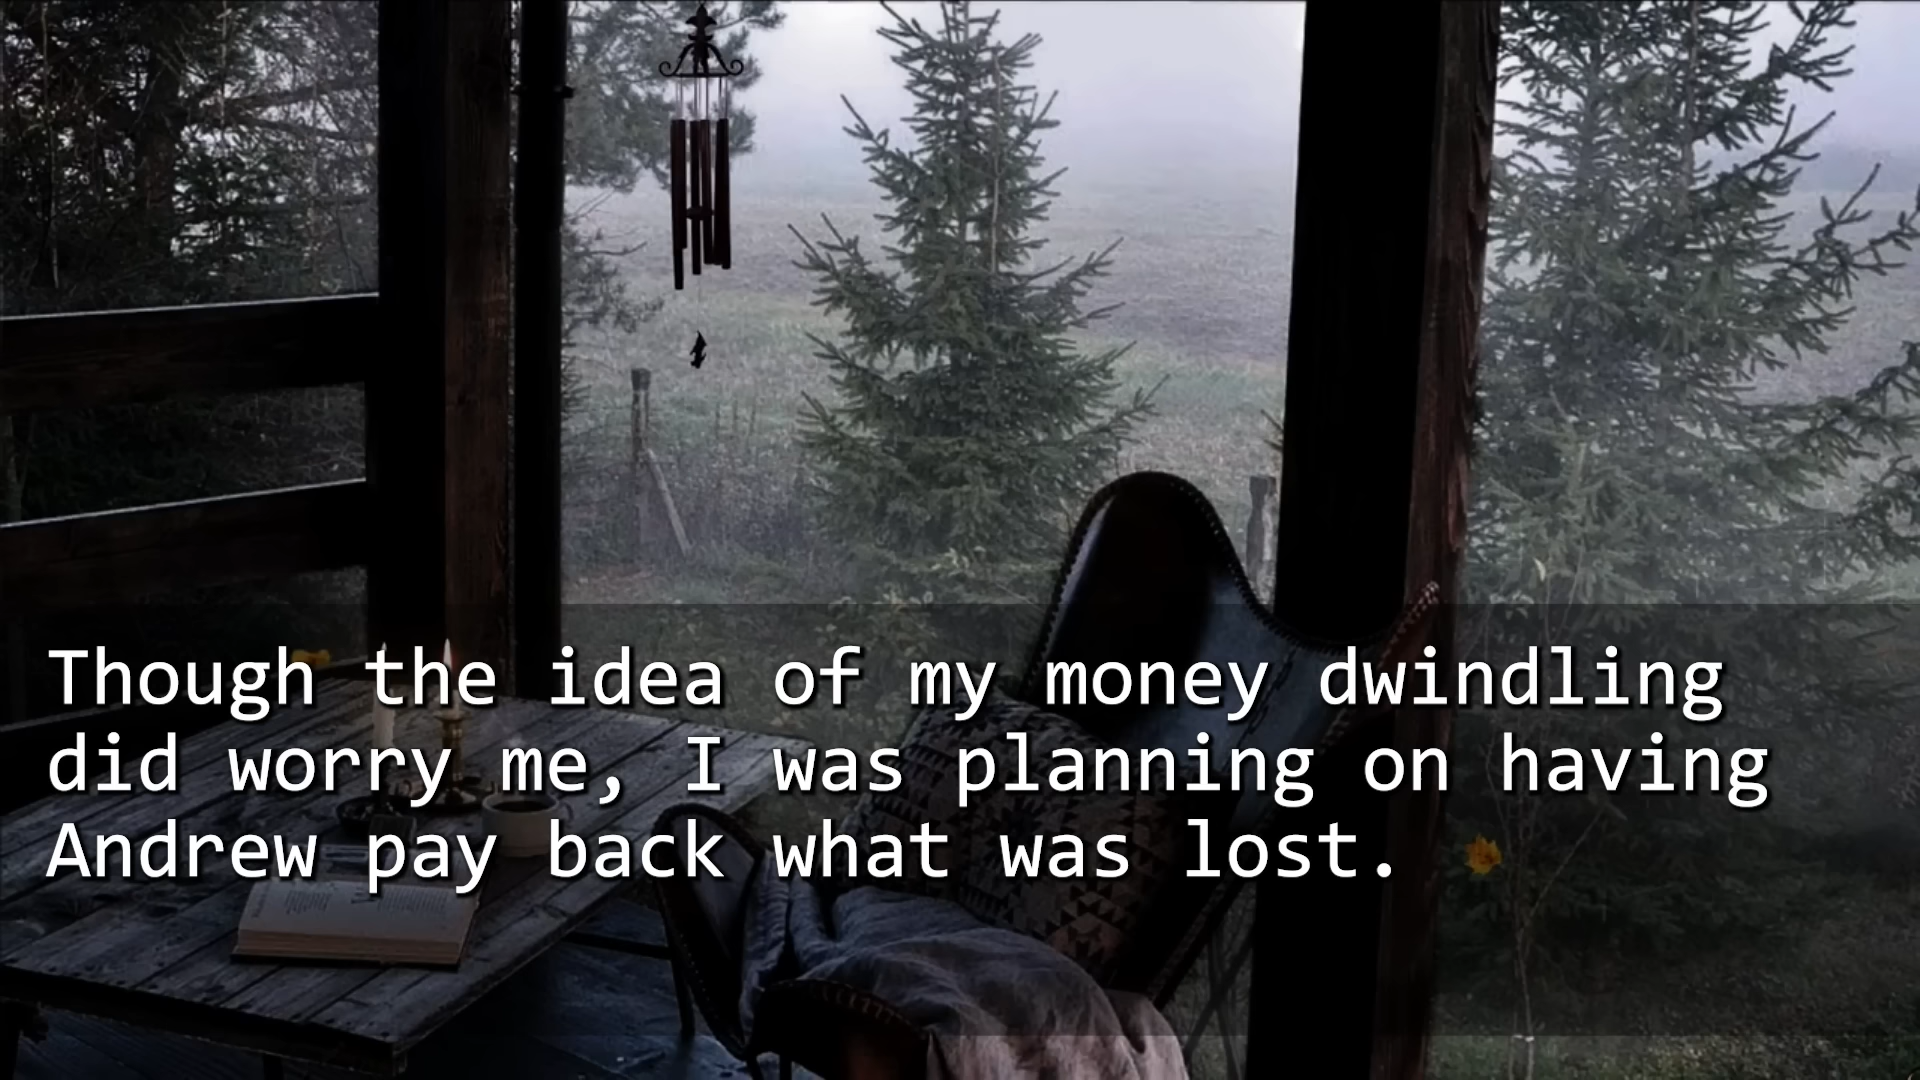 Though the idea of my money dwindling
did worry me, I was planning on having
Andrew pay back what was lost.